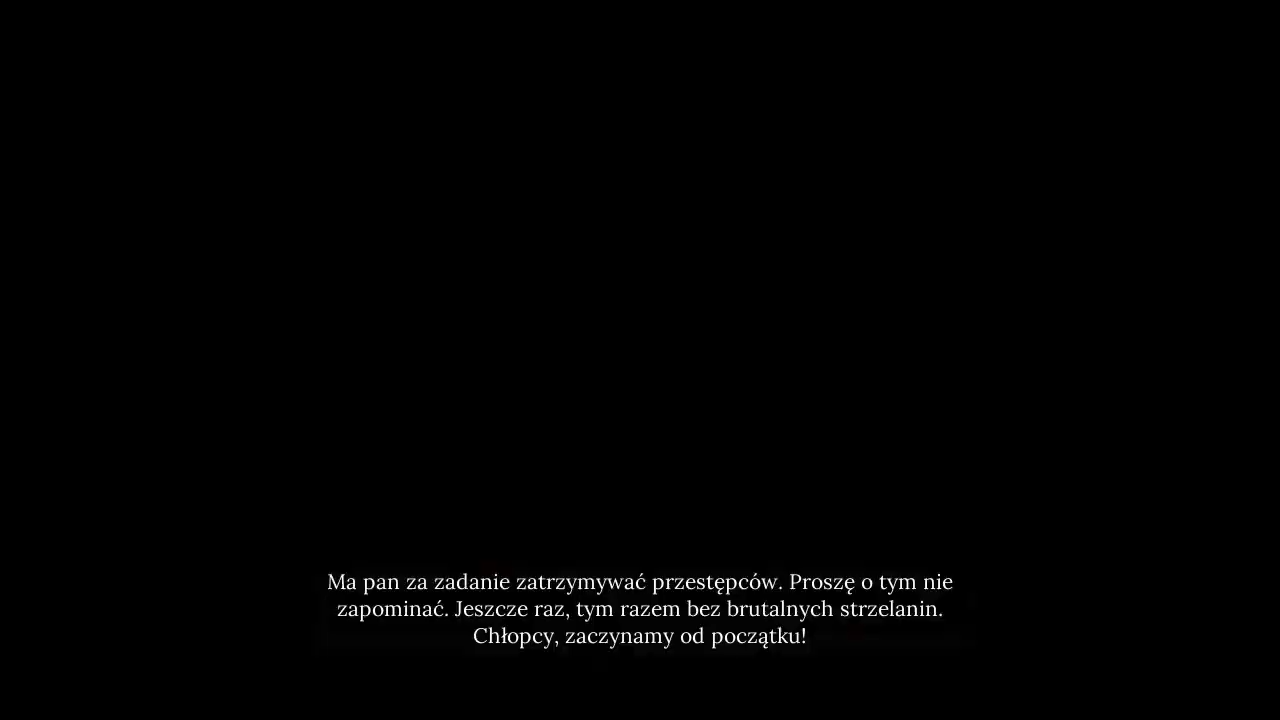 Ma pan za zadanie zatrzymywać przestępców. Proszę o tym nie
zapominać. Jeszcze raz, tym razem bez brutalnych strzelanin.
Chłopcy, zaczynamy od początku!